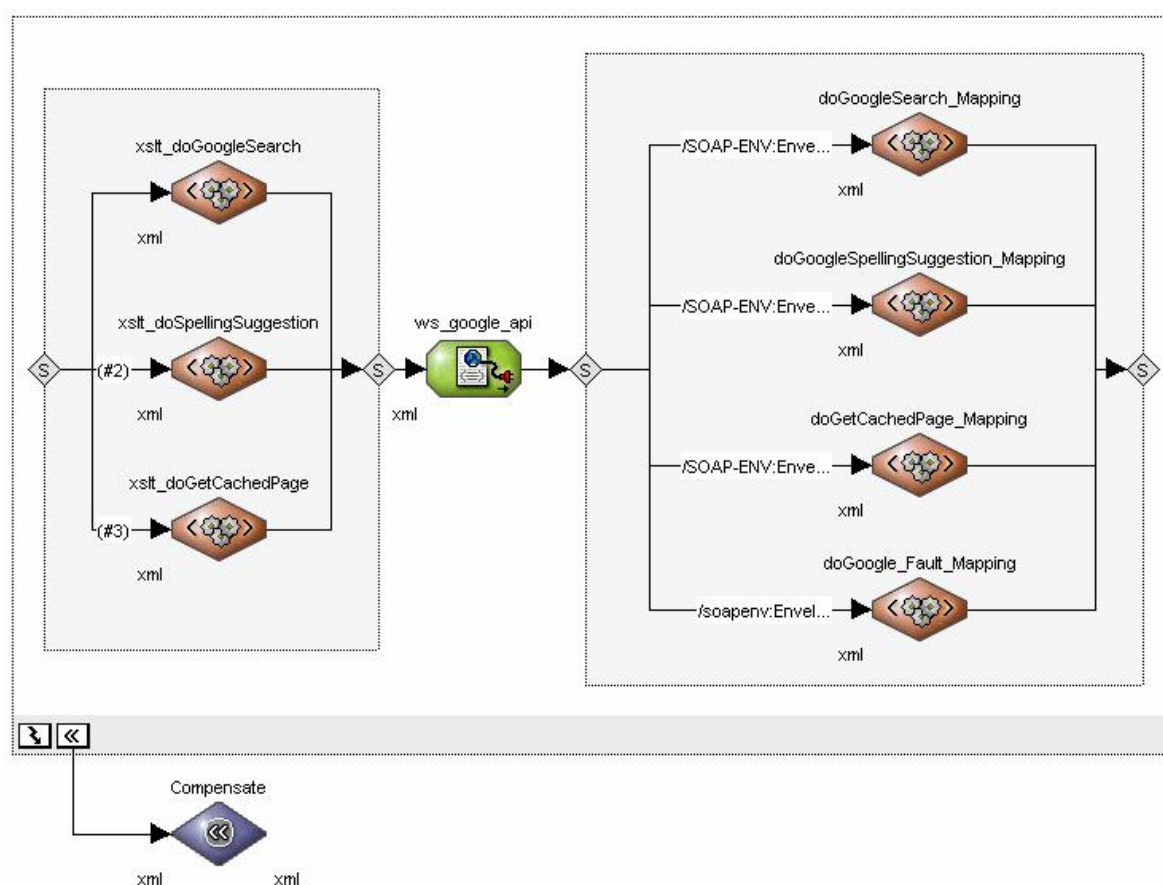 doGoogleSearch_Mapping
xslt_doGoogleSearch
/SOAP-ENV:Enve...
xml
xml
doGoogleSpellingSuggestion_Mapping
/SOAP-ENV:Enve...
xslt_doSpellingSuggestion
ws_google_api
xml
S
(#2)
S
S
S
xml
xml
doGetCachedPage_Mapping
/SOAP-ENV:Enve...
xslt_doGetCachedPage
xml
(#3)
doGoogle_Fault_Mapping
xml
/soapenv:Envel...
xml
Compensate
xml
xml